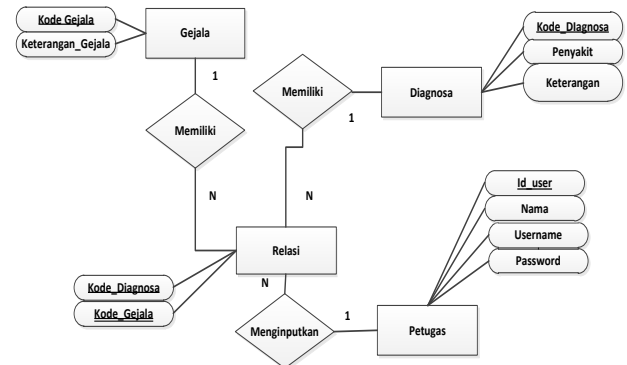 Kode Gejala
Keterangan_Gejala
Gejala
1
Memiliki
N
Memiliki
1
Diagnosa
Kode_DIagnosa
Penyakit
Keterangan
N
Relasi
Kode_Diagnosa
Kode_Gejala
N
Menginputkan
1
Petugas
Id_user
Nama
Username
Password